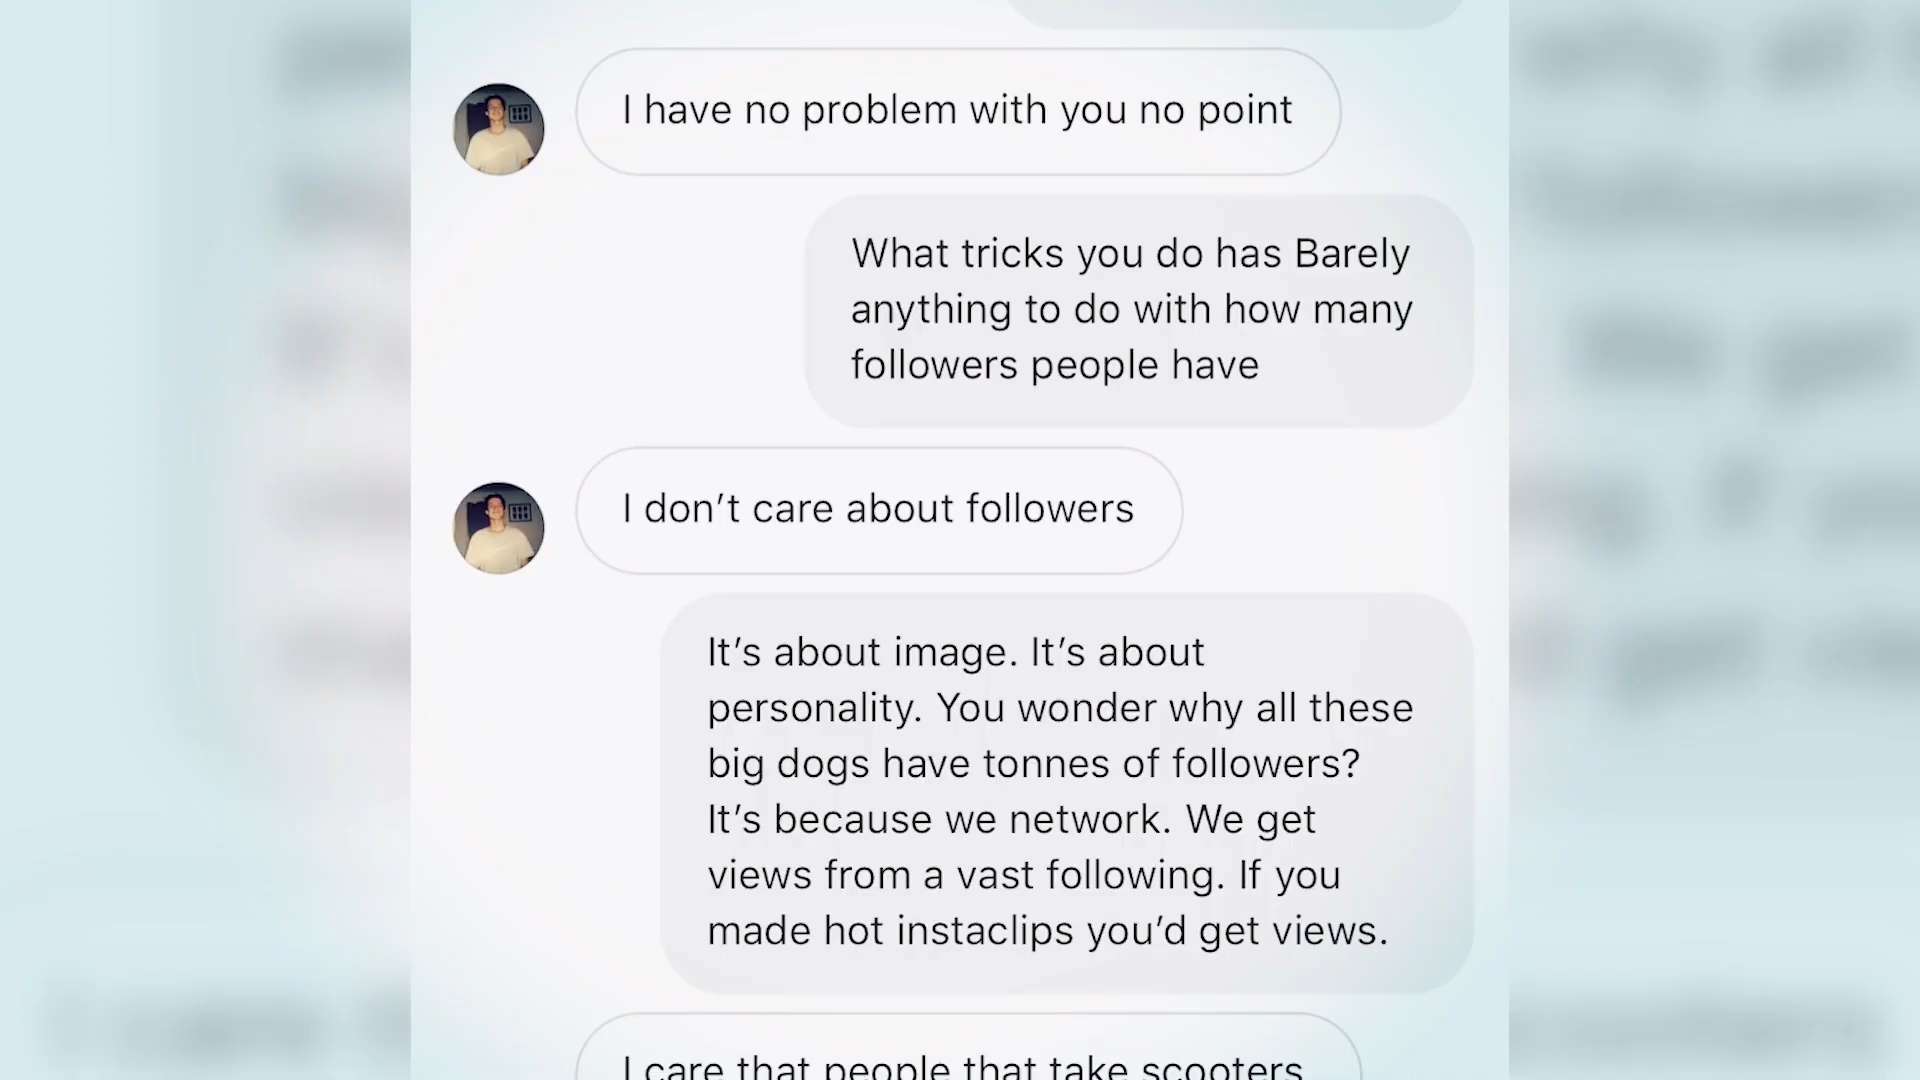 I have no problem with you no point
What tricks you do has Barely
anything to do with how many
followers people have
I don't care about followers
It's about image. It's about
personality. You wonder why all these
big dogs have tonnes of followers?
It's because we network. We get
views from a vast following. If you
made hot instaclips you'd get views.
I care that people that take scooters